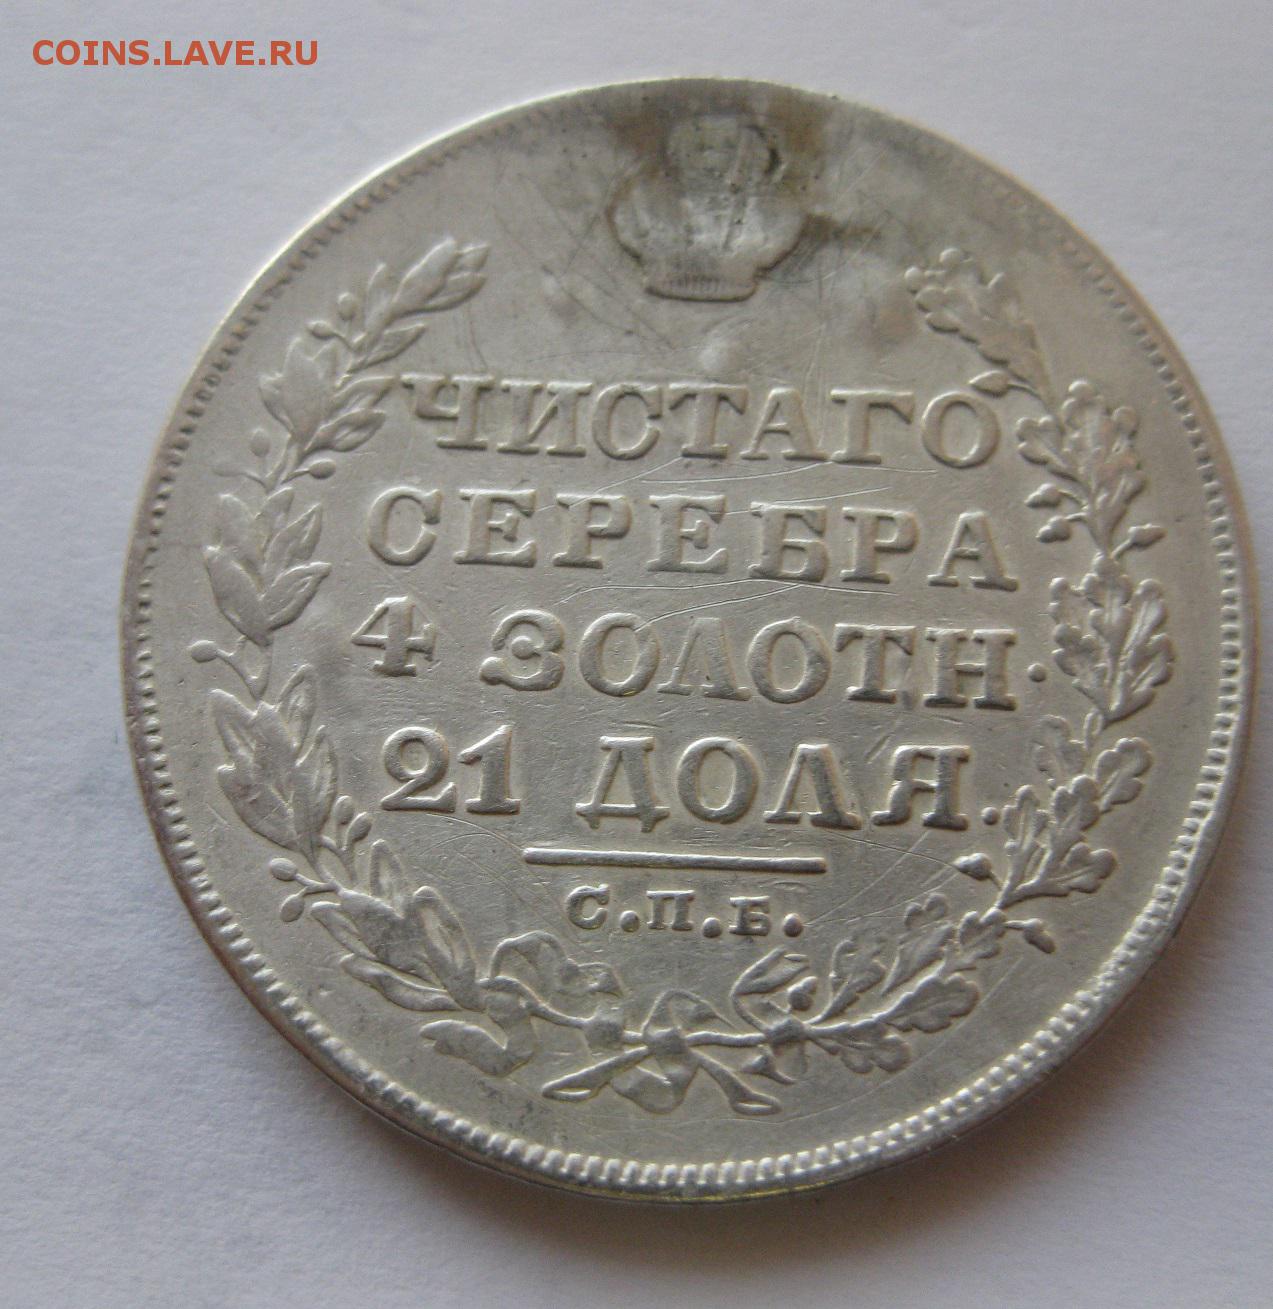 COINS.LAVE.RU
ЧИСТАГО
СЕРЕБРА
4 ЗОЛОТН.
21 ДОЛЯ.
С.П.Б.